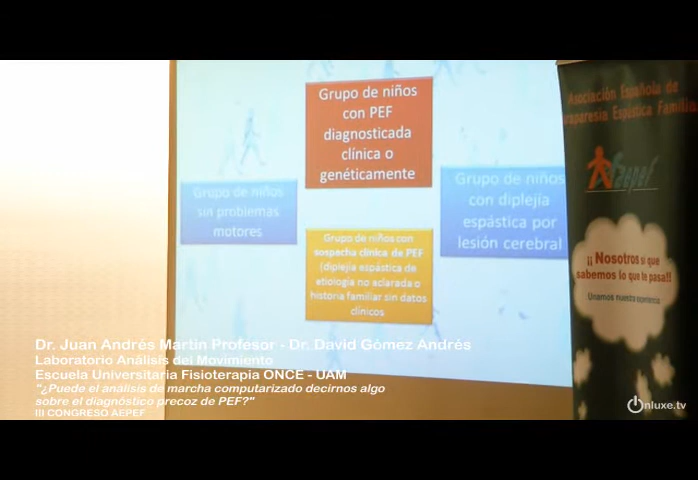 Grupo de niños
con PEF
diagnosticada
clínica o
genéticamente
Grupo de niños
sin problemas
motores
Grupo de niños
con diplejía
espástica por
lesión cerebral
Grupo de niños con
sospecha clínica de PEF
(diplejía espástica de
etiología no aclarada o
historia familiar sin datos
clínicos
Asociación Española de
Paraparesia Espástica Familiar
¡¡ Nosotros si que
sabemos lo que te pasa!!
Unamos nuestra
Dr. Juan Andrés Martín Profesor - Dr. David Gómez Andrés
Laboratorio Análisis del Movimiento
Escuela Universitaria Fisioterapia ONCE - UAM
"¿Puede el análisis de marcha computarizado decirnos algo
sobre el diagnóstico precoz de PEF?"
III CONGRESO AEPEF
onluxe.tv